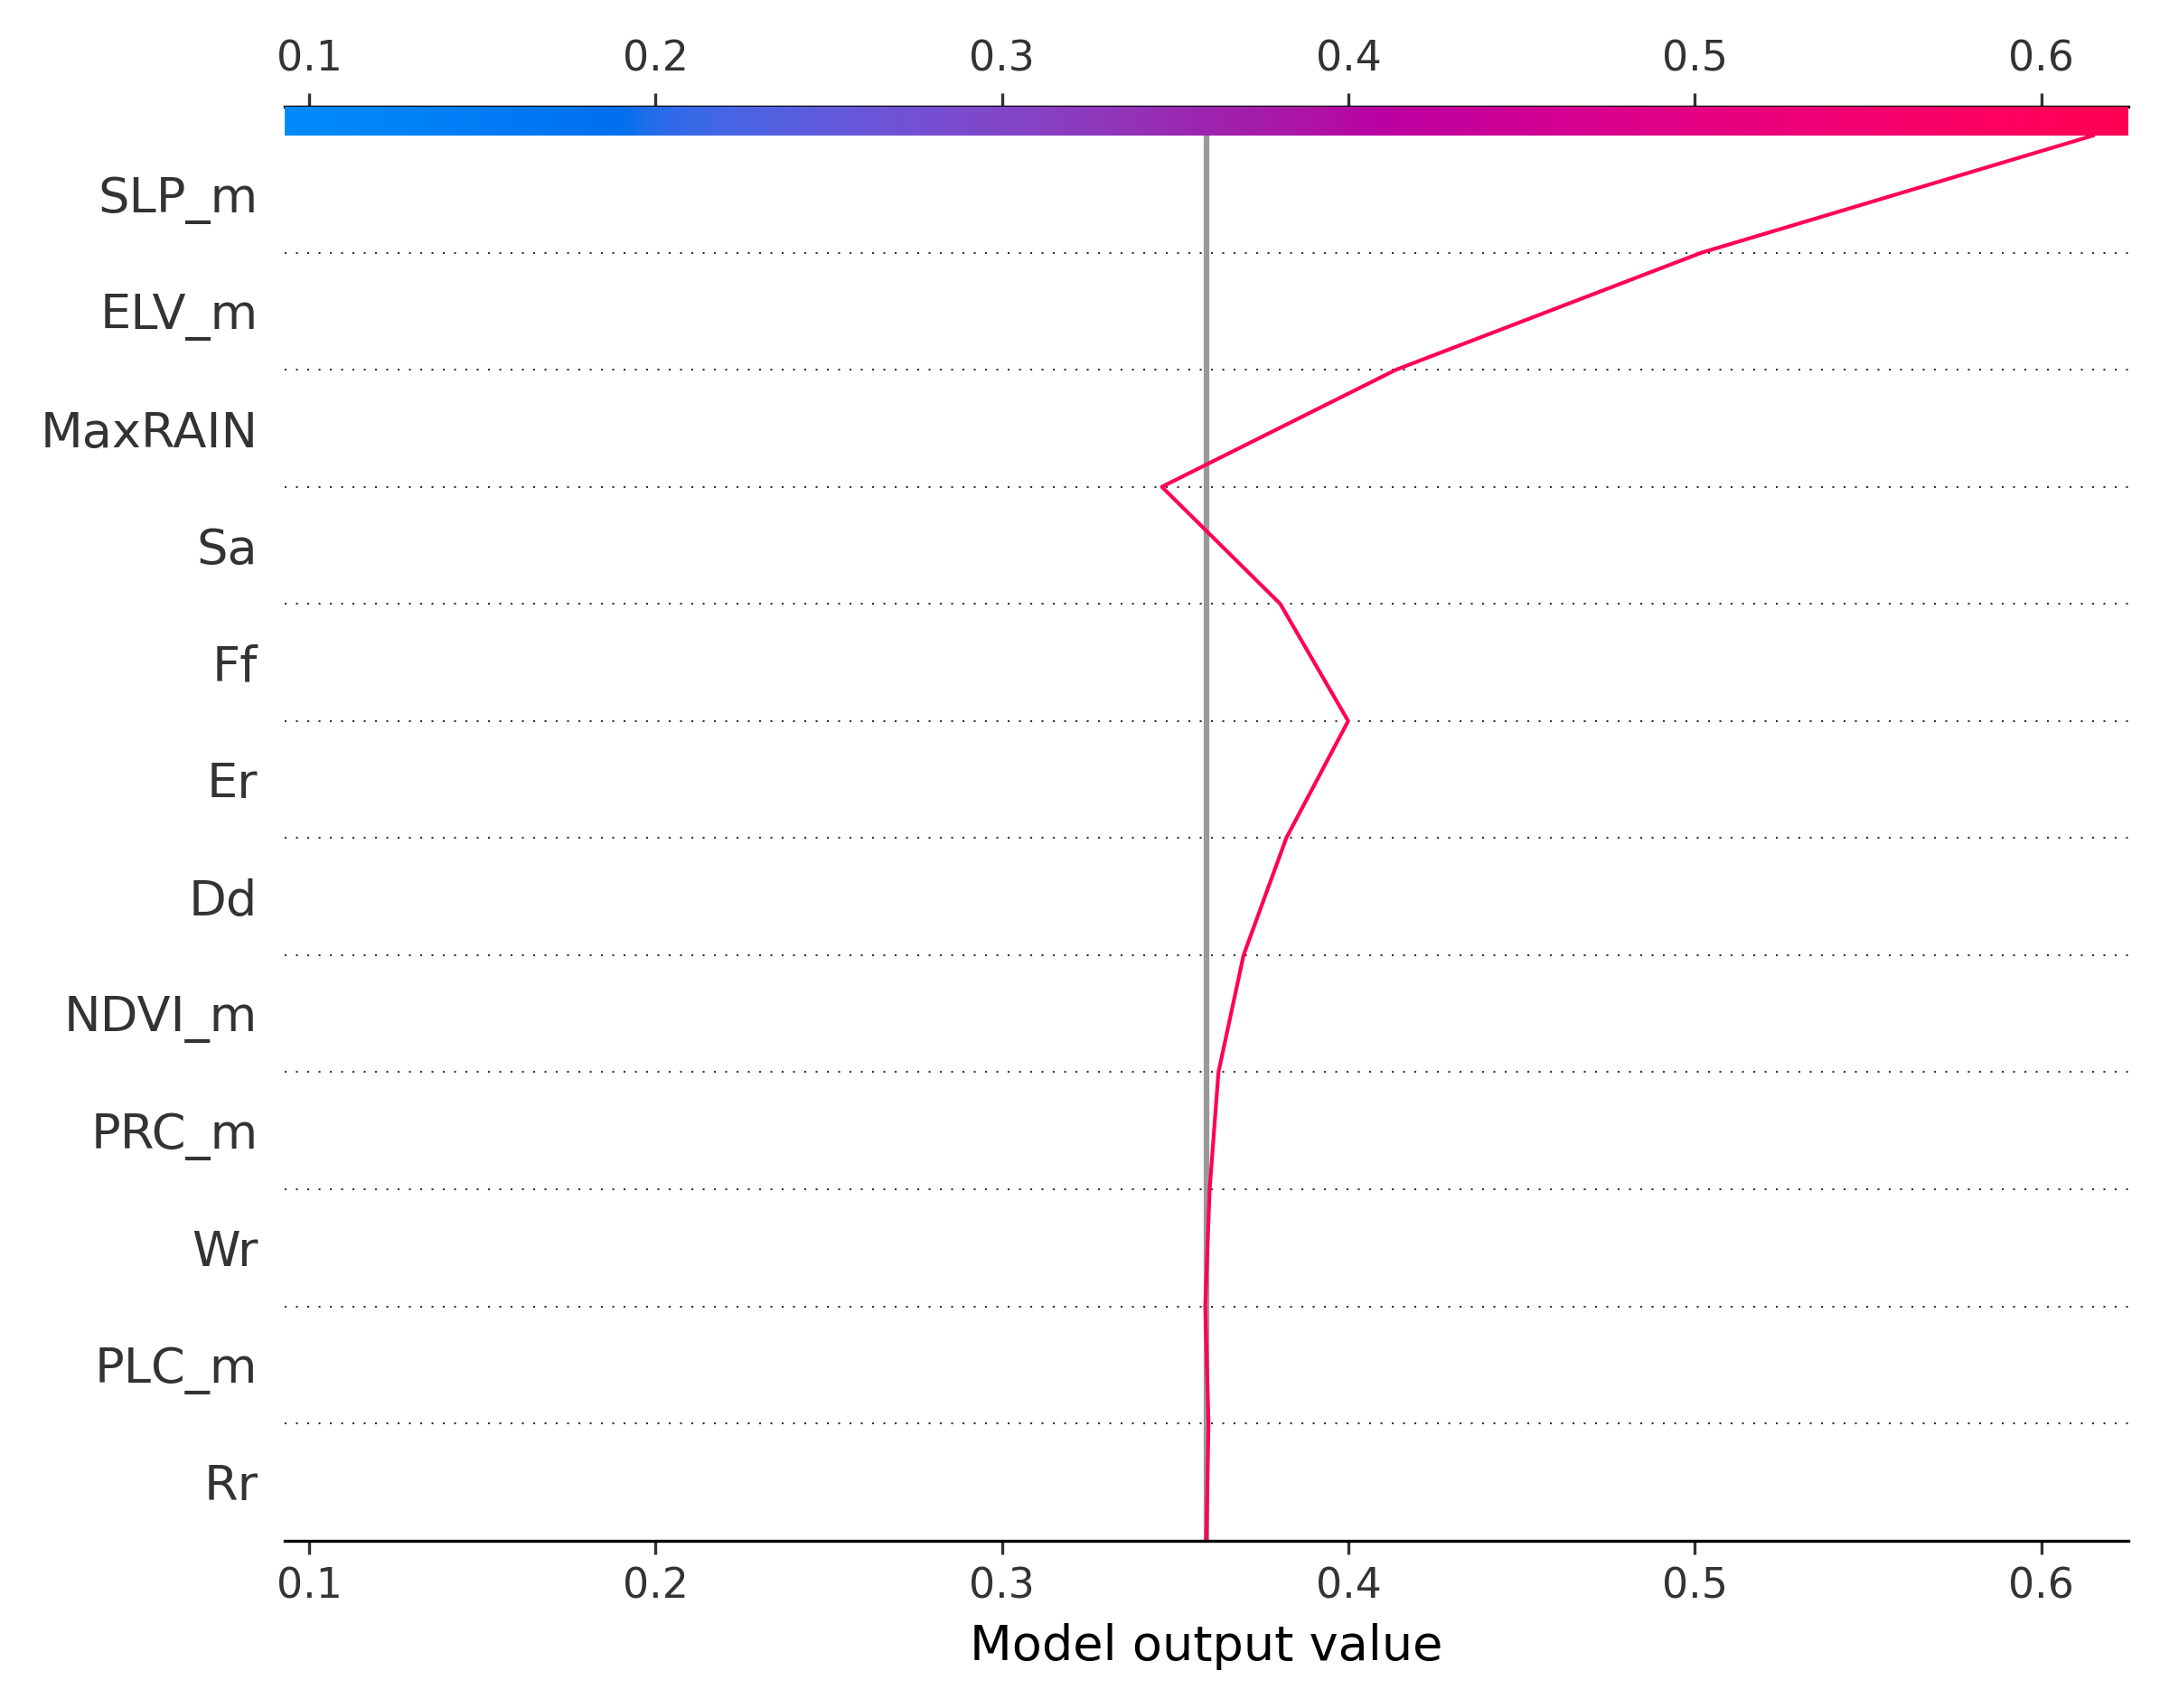 0.1 0.2 0.3 0.4 0.5 0.6
SLP_m
ELV_m
MaxRAIN
Sa
Ff
Er
Dd
NDVI_m
PRC_m
Wr
PLC_m
Rr
0.1 0.2 0.3 0.4 0.5 0.6
Model output value